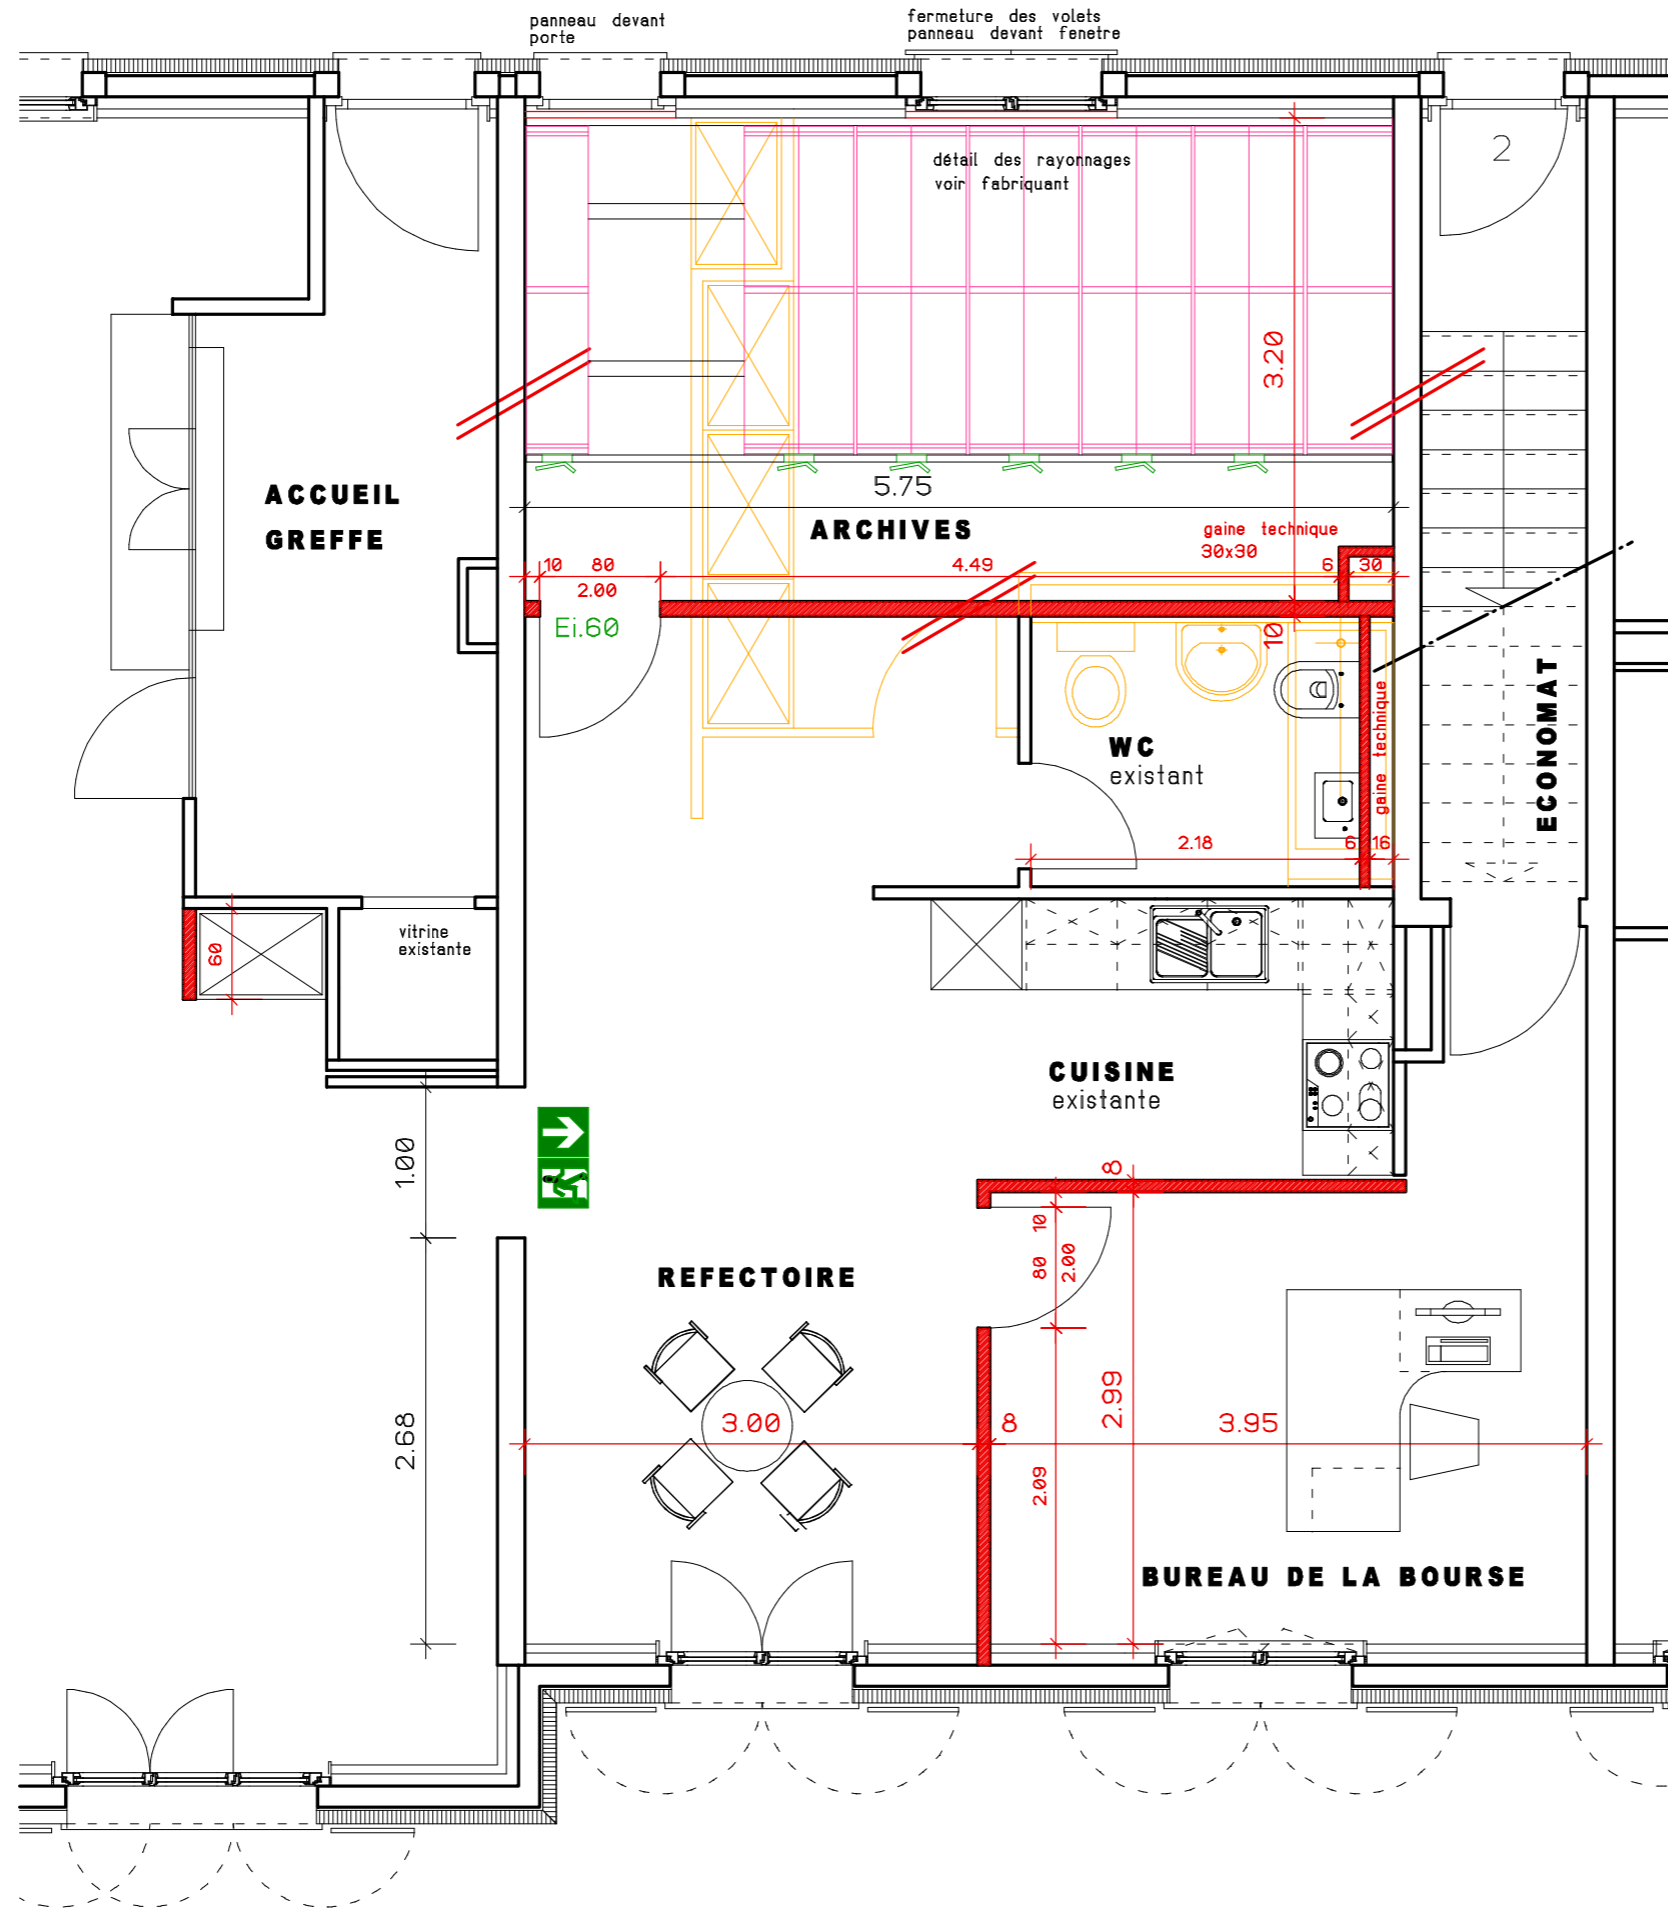 panneau devant
porte
fermeture des volets
panneau devant fenetre
détail des rayonnages
voir fabriquant
2
3.20
ACCUEIL
GREFFE
5.75
ARCHIVES
gaine technique
30x30
10 80
2.00
4.49
6 30
Ei.60
10
WC
existant
gaine technique
ECONOMAT
2.18
6 16
vitrine
existante
60
CUISINE
existante
1.00
8
10
80
2.00
REFECTOIRE
2.99
2.68
3.00
8
3.95
2.09
BUREAU DE LA BOURSE